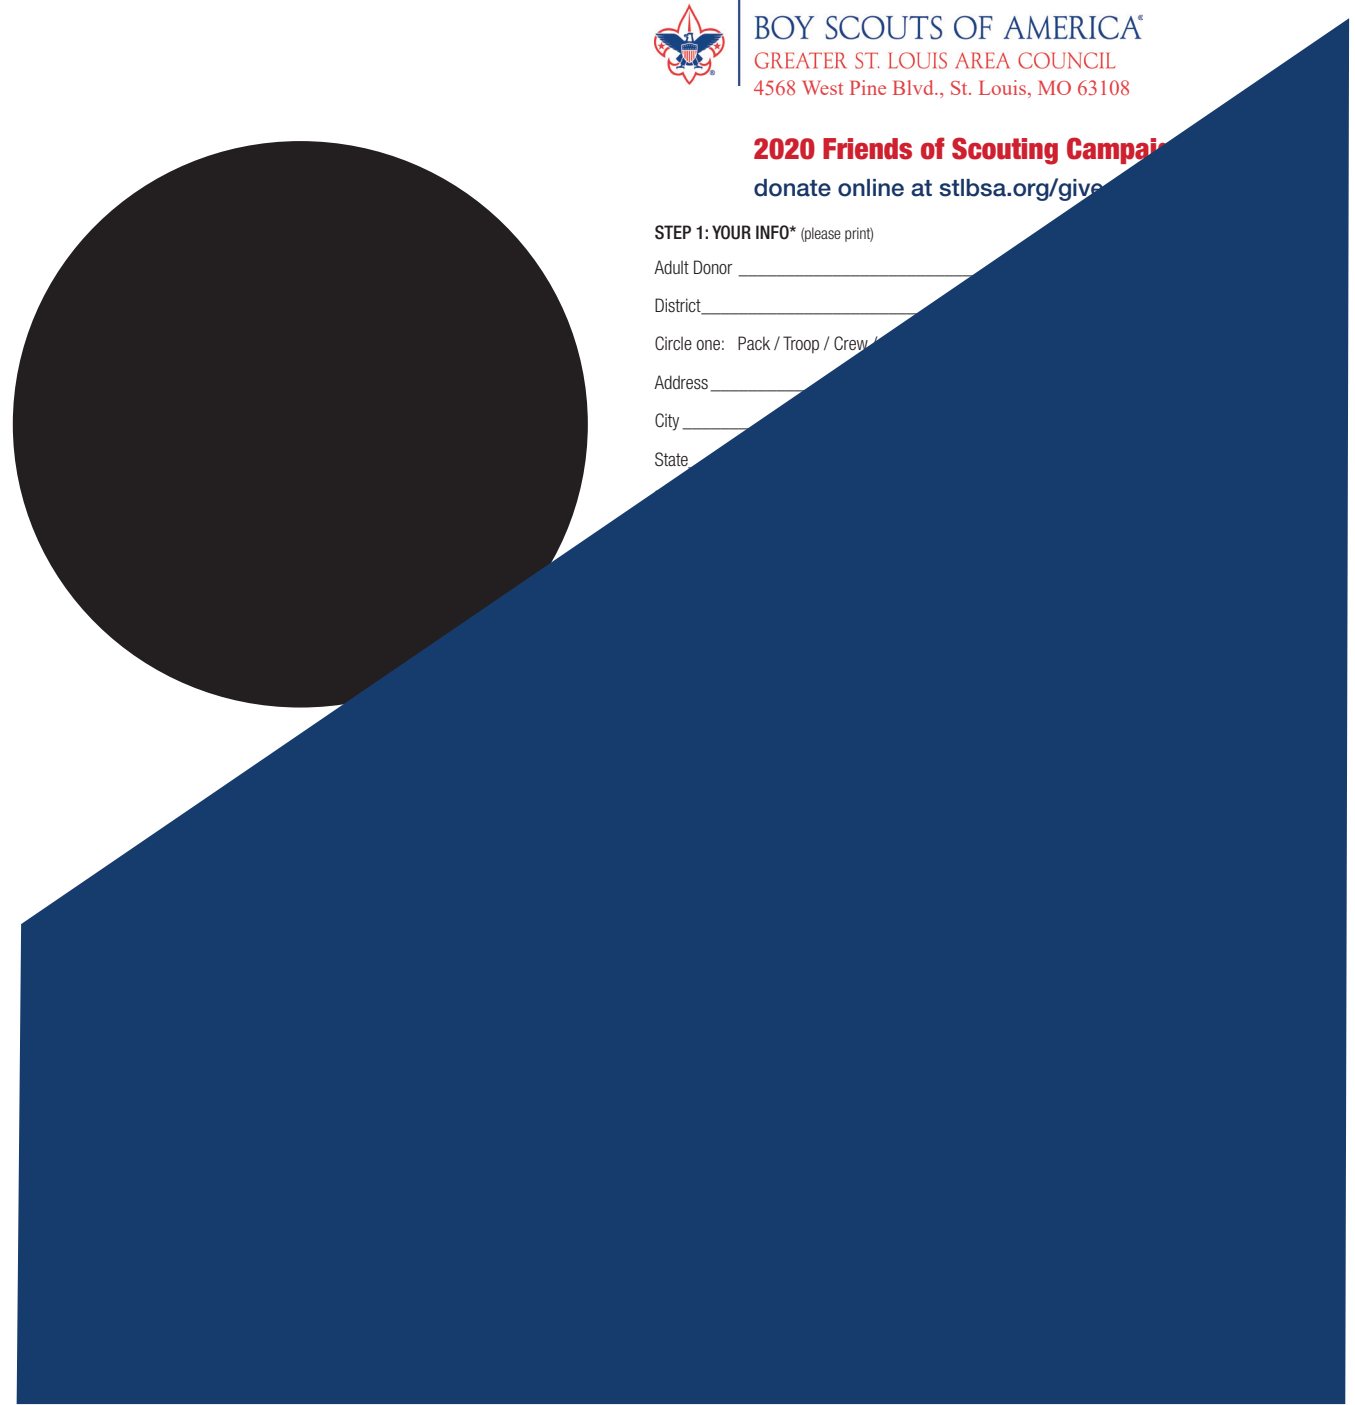 BOY SCOUTS OF AMERICA®
GREATER ST. LOUIS AREA COUNCIL
4568 West Pine Blvd., St. Louis, MO 63108
2020 Friends of Scouting
donate online at stlbsa.org/give
STEP 1: YOUR INFO* (please print)
Adult Donor
District
Circle one: Pack / Troop / Crew /
Address
City
State